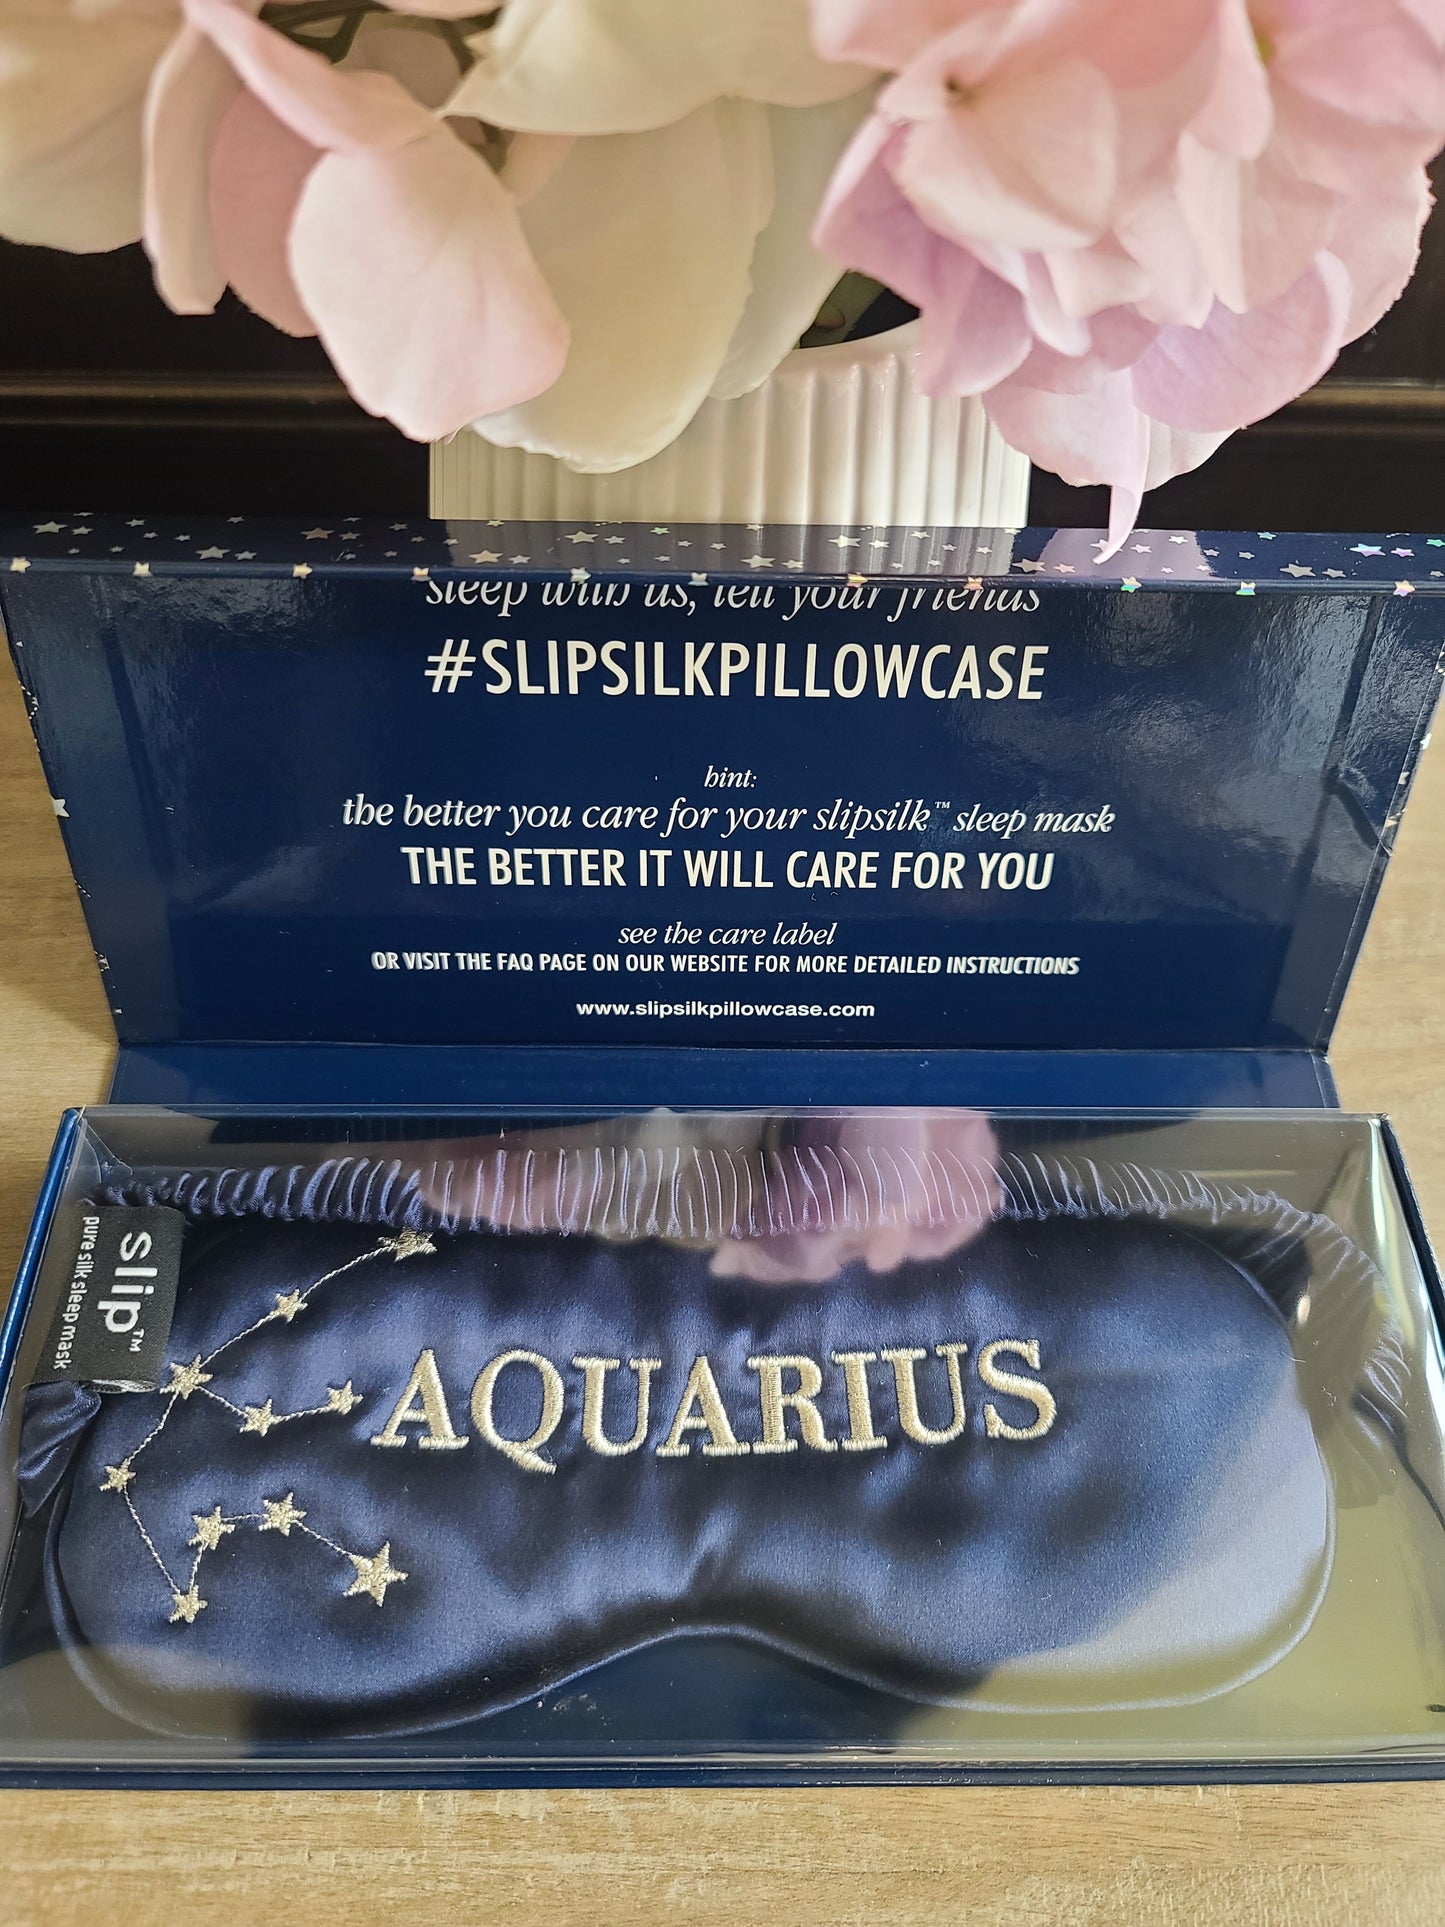 sleep with us, tell your friends
#SLIPSILKPILLOWCASE
hint:
the better you care for your slipsilk™ sleep mask
THE BETTER IT WILL CARE FOR YOU
see the care label
OR VISIT THE FAQ PAGE ON OUR WEBSITE FOR MORE DETAILED INSTRUCTIONS
www.slipsilkpillowcase.com
slip™
pure silk sleep mask
AQUARIUS